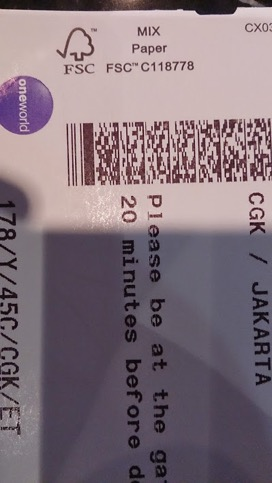 MIX
Paper
FSC™ C118778
FSC
CX03
oneworld
CGK / JAKARTA
Please be at the ga
20 minutes before d
178/Y/45C/CGK/ET